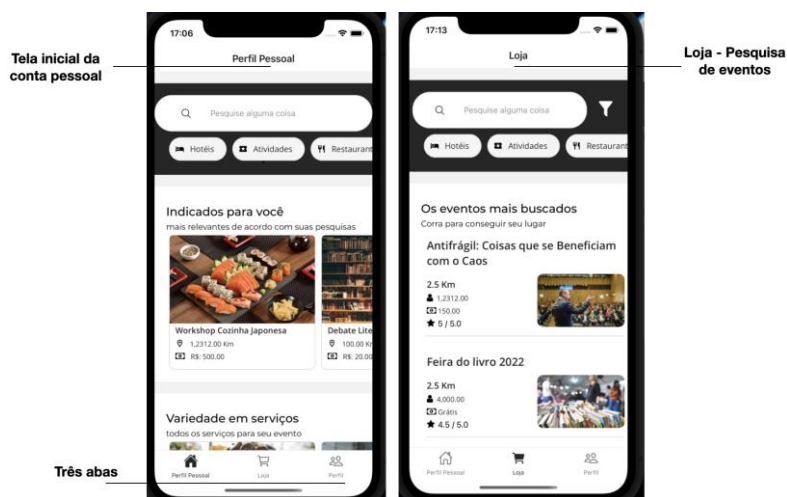 Tela inicial da
conta pessoal
17:06
Perfil Pessoal
Pesquise alguma coisa
Hotéis
Atividades
Restaurant
Indicados para você
mais relevantes de acordo com suas pesquisas
Workshop Cozinha Japonesa
1,2312.00 Km
R$: 500.00
Debate Lite
100.00 Km
R$: 20.00
Variedade em serviços
todos os serviços para seu evento
Perfil Pessoal
Loja
Perfil
Três abas
17:13
Loja
Pesquise alguma coisa
Hotéis
Atividades
Restaurant
Os eventos mais buscados
Corra para conseguir seu lugar
Antifrágil: Coisas que se Beneficiam
com o Caos
2.5 Km
1,2312.00
150.00
5 / 5.0
Feira do livro 2022
2.5 Km
4,000.00
Grátis
4.5 / 5.0
Perfil Pessoal
Loja
Perfil
Loja - Pesquisa
de eventos